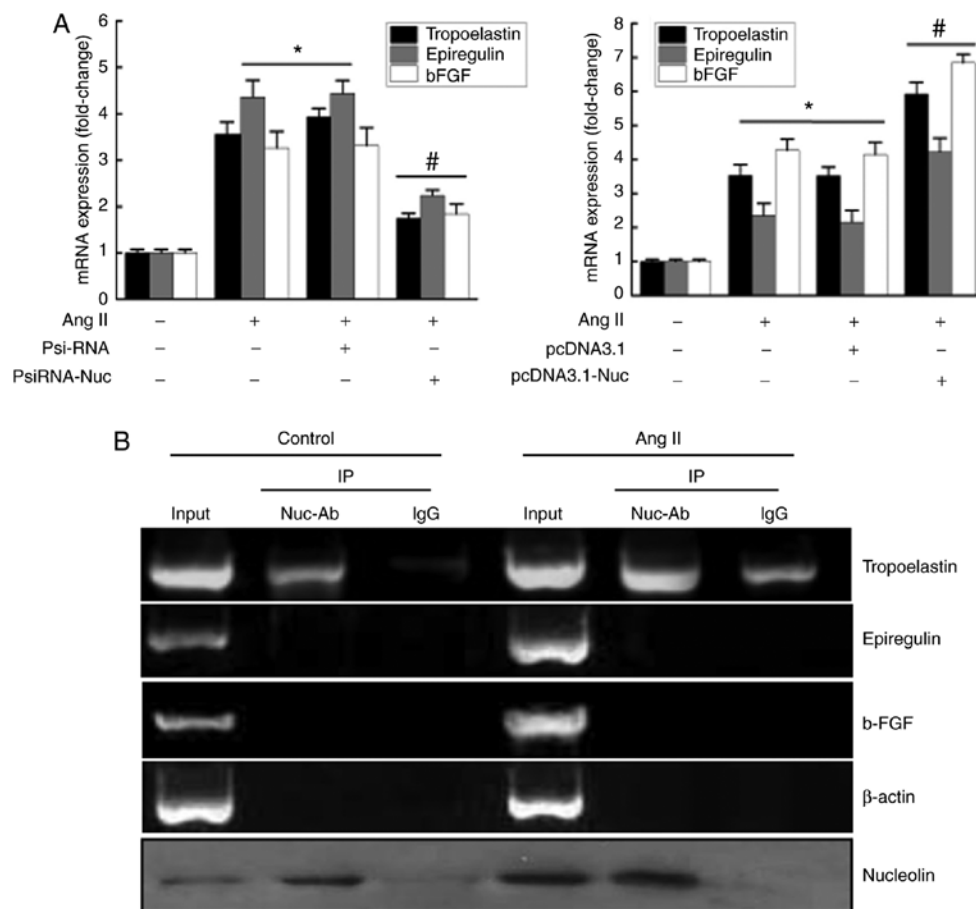 A
mRNA expression (fold-change)
6
5
4
3
2
1
0
Tropoelastin
Epiregulin
bFGF
*
#
Ang II – + + +
Psi-RNA – – + –
PsiRNA-Nuc – – – +
mRNA expression (fold-change)
8
7
6
5
4
3
2
1
0
Tropoelastin
Epiregulin
bFGF
*
#
Ang II – + + +
pcDNA3.1 – – + –
pcDNA3.1-Nuc – – – +
B
Control Ang II
IP IP
Input Nuc-Ab IgG Input Nuc-Ab IgG
Tropoelastin
Epiregulin
b-FGF
β-actin
Nucleolin